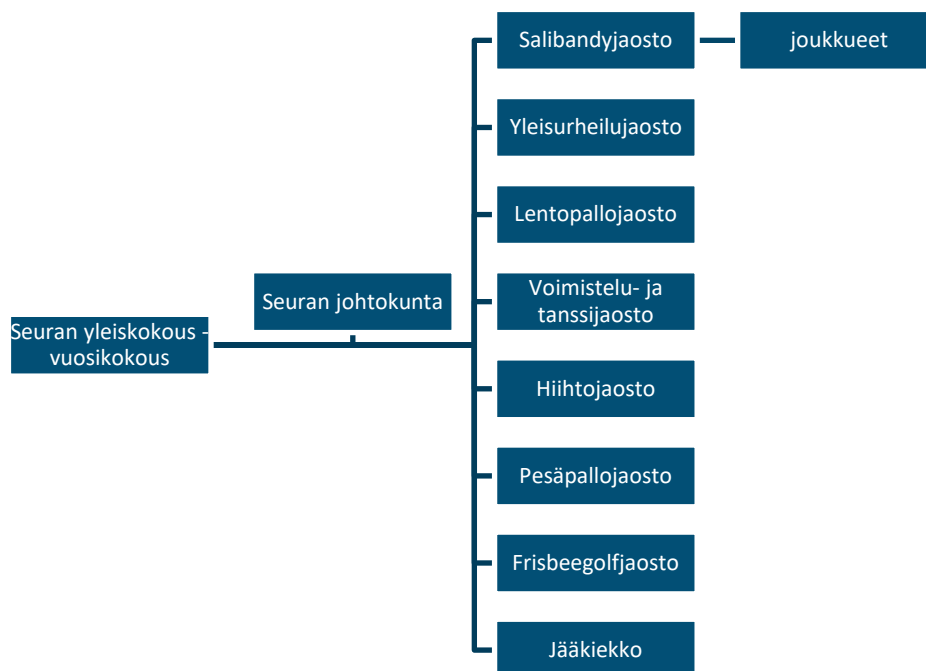 Seuran yleiskokous -
vuosikokous
Seuran johtokunta
Salibandyjaosto
joukkueet
Yleisurheilujaosto
Lentopallojaosto
Voimistelu- ja
tanssijaosto
Hiihtojaosto
Pesäpallojaosto
Frisbeegolfjaosto
Jääkiekko